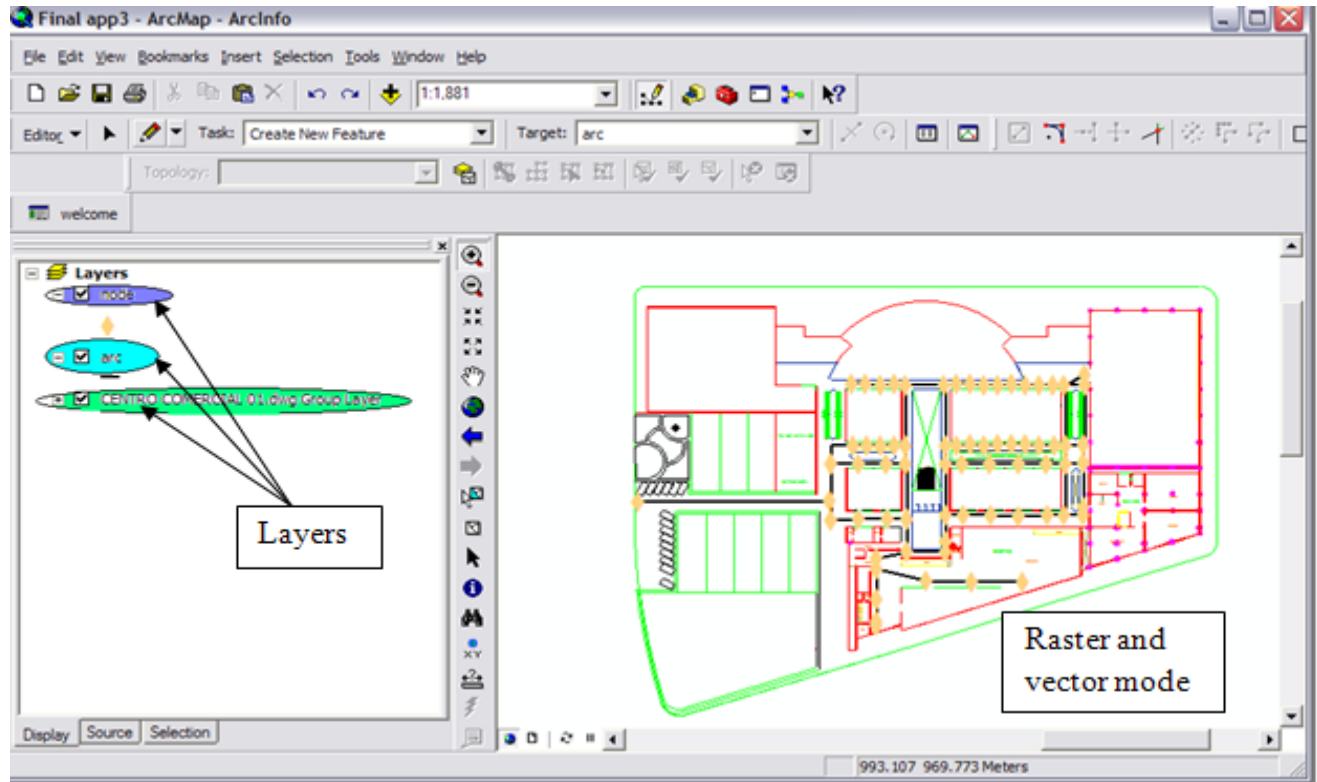 Final app3 - ArcMap - ArcInfo
File Edit View Bookmarks Insert Selection Tools Window Help
1:1,881
Editor Task: Create New Feature Target: arc
Topology:
welcome
Layers
node
arc
CENTRO COMERCIAL 01.dwg Group Layer
Layers
Raster and
vector mode
Display Source Selection
993.107 969.773 Meters